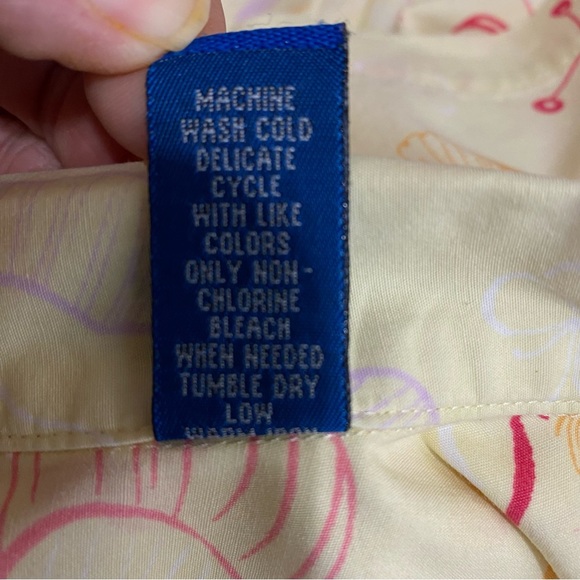 MACHINE
WASH COLD
DELICATE
CYCLE
WITH LIKE
COLORS
ONLY NON-
CHLORINE
BLEACH
WHEN NEEDED
TUMBLE DRY
LOW